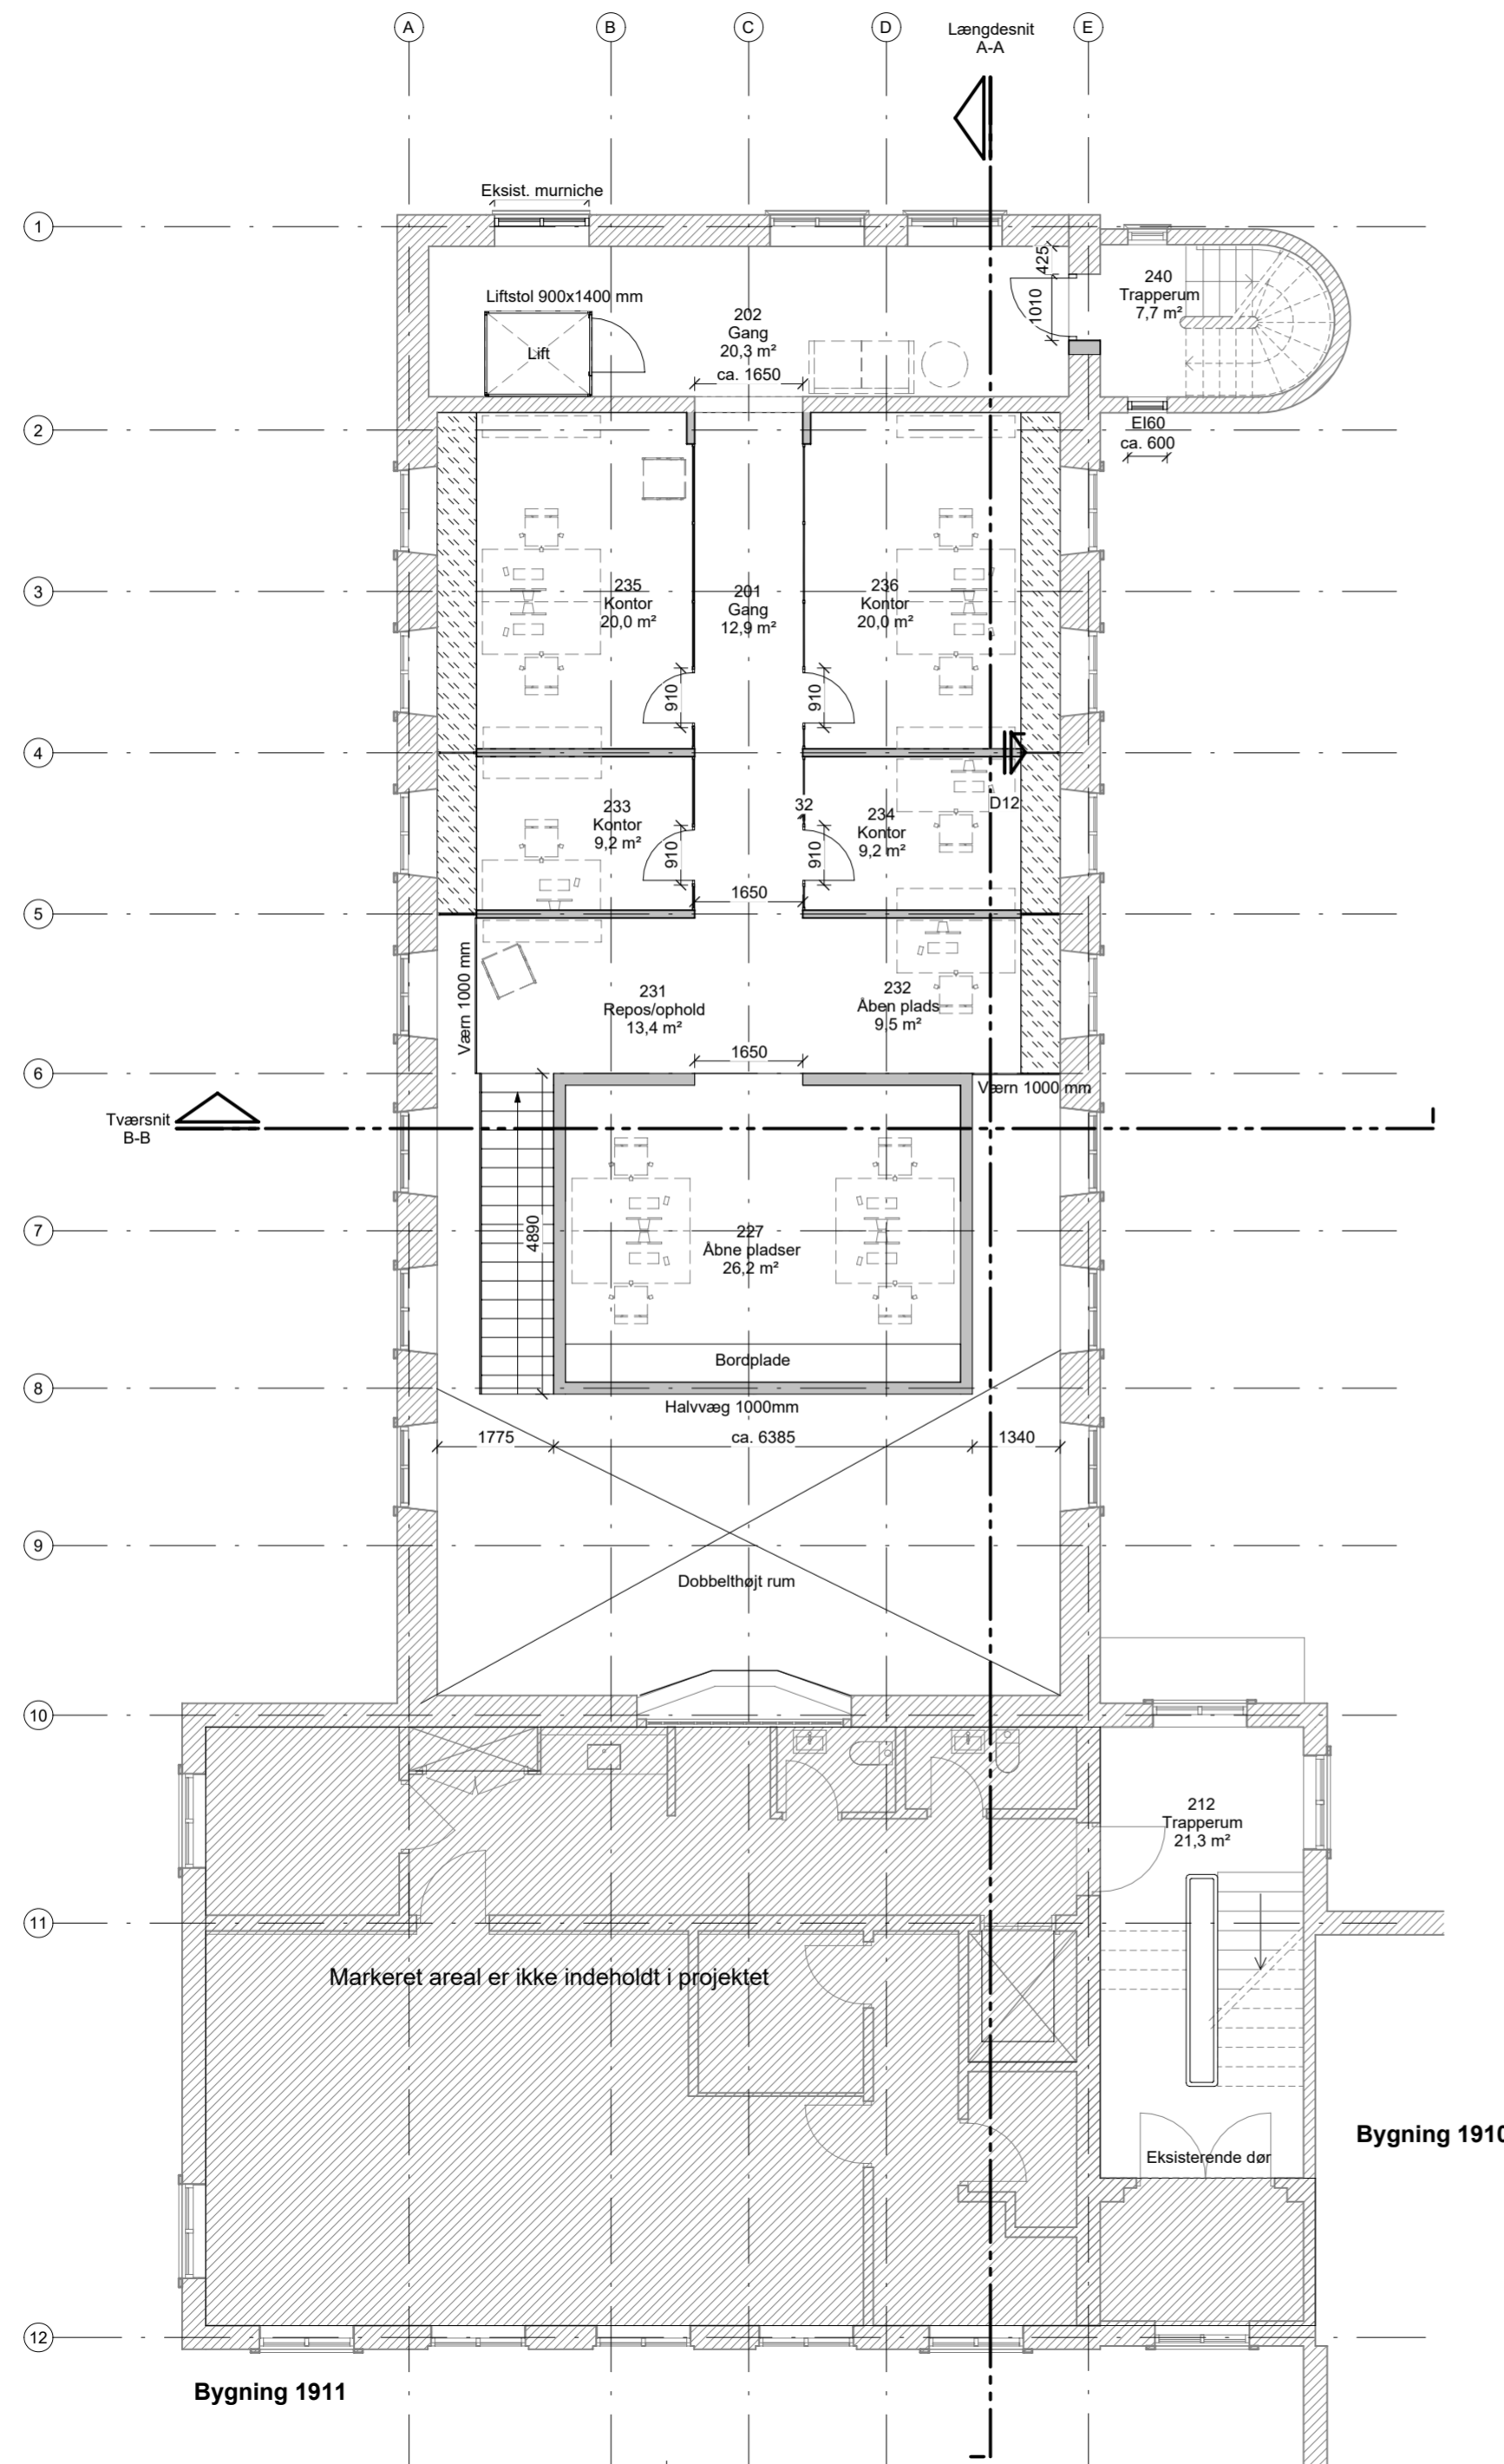 A
B
C
D
Længdesnit
A-A
E
Eksist. murniche
1
425
240
Trapperum
7,7 m²
Liftstol 900x1400 mm
1010
202
Gang
20,3 m²
Lift
ca. 1650
2
EI60
ca. 600
3
235
Kontor
20,0 m²
201
Gang
12,9 m²
236
Kontor
20,0 m²
910
910
4
233
Kontor
9,2 m²
32
234
Kontor
9,2 m²
D12
910
910
1650
5
Værn 1000 mm
231
Repos/ophold
13,4 m²
232
Åben plads
9,5 m²
1650
6
Værn 1000 mm
Tværsnit
B-B
7
4890
227
Åbne pladser
26,2 m²
Bordplade
8
Halvvæg 1000mm
1775
ca. 6385
1340
9
Dobbelthøjt rum
10
212
Trapperum
21,3 m²
11
Markeret areal er ikke indeholdt i projektet
Bygning 1910
Eksisterende dør
12
Bygning 1911